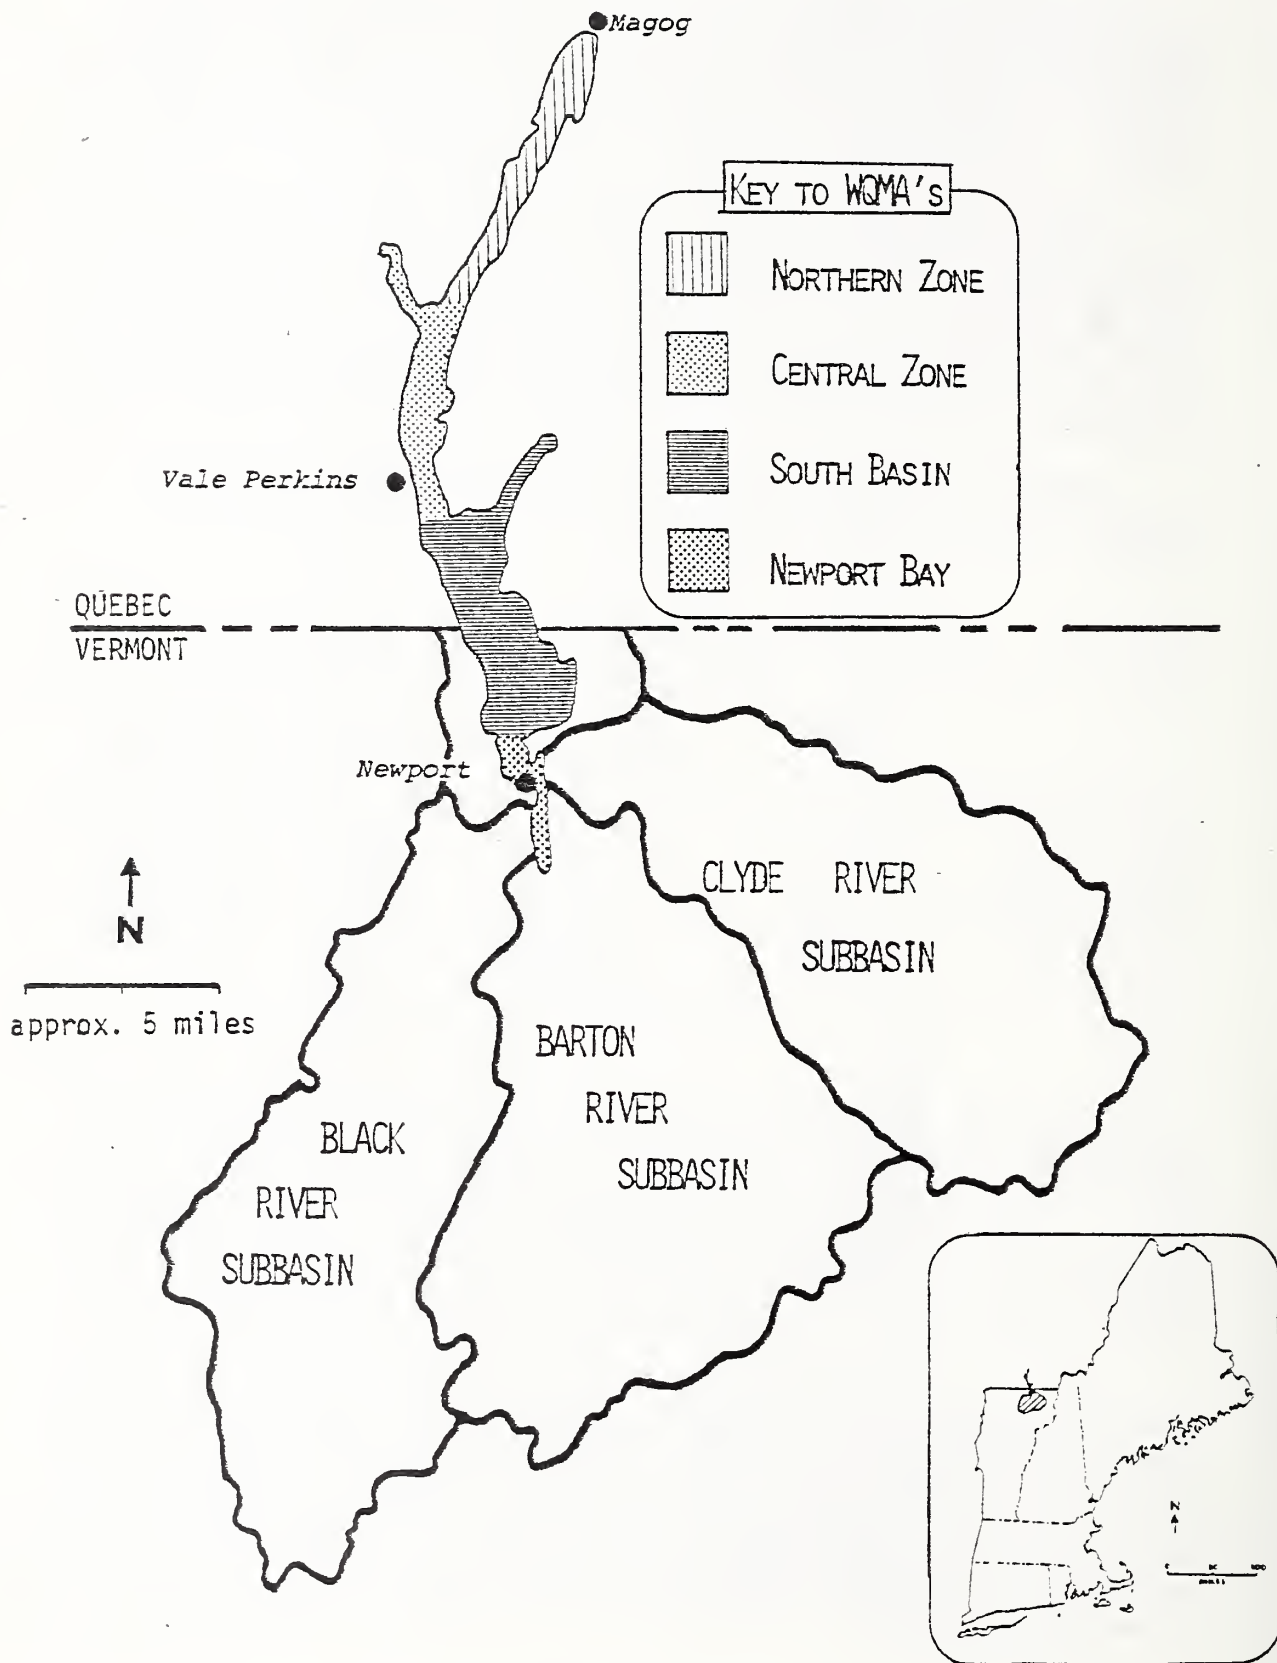 Magog
KEY TO WQMA's
NORTHERN ZONE
CENTRAL ZONE
SOUTH BASIN
NEWPORT BAY
Vale Perkins
QUEBEC
VERMONT
Newport
N
approx. 5 miles
CLYDE RIVER
SUBBASIN
BARTON
RIVER
SUBBASIN
BLACK
RIVER
SUBBASIN
N